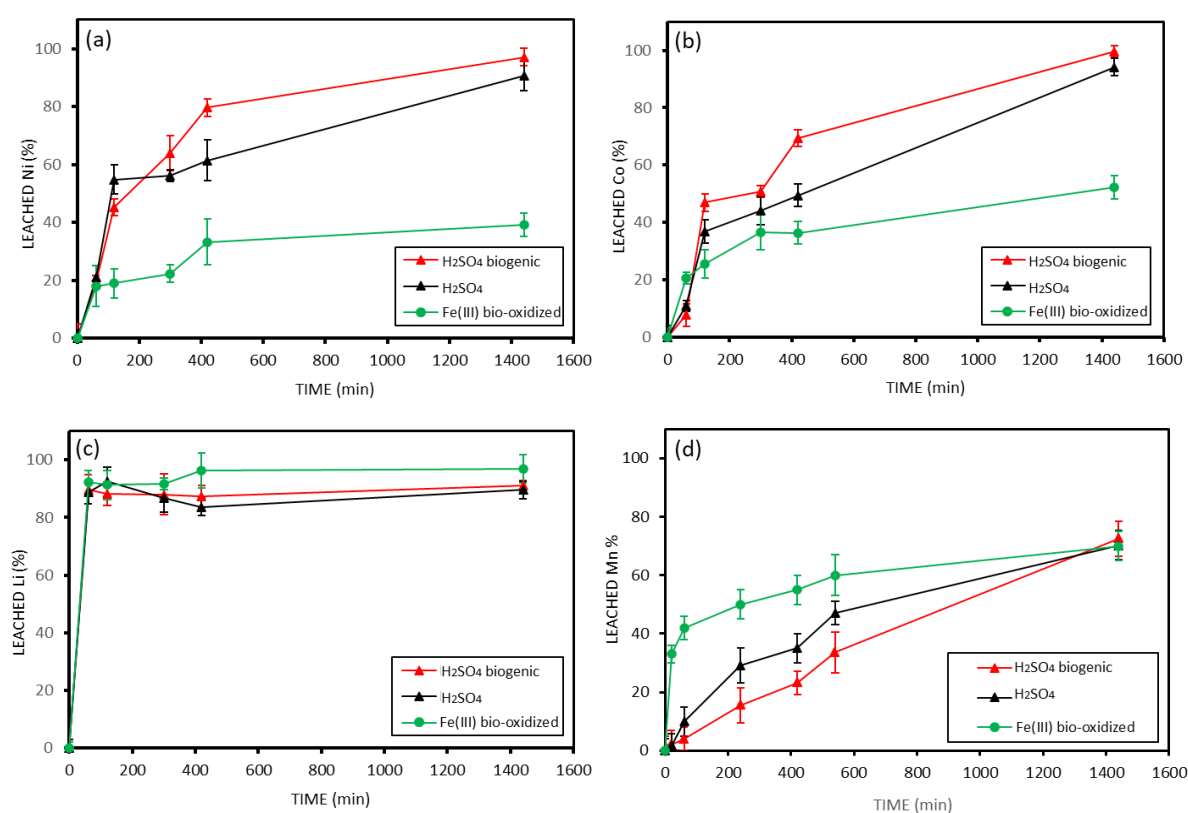 (a)
100
80
60
40
20
0
LEACHED Ni (%)
H₂SO₄ biogenic
H₂SO₄
Fe(III) bio-oxidized
0 200 400 600 800 1000 1200 1400 1600
TIME (min)
(b)
100
80
60
40
20
0
LEACHED Co (%)
H₂SO₄ biogenic
H₂SO₄
Fe(III) bio-oxidized
0 200 400 600 800 1000 1200 1400 1600
TIME (min)
(c)
100
80
60
40
20
0
LEACHED Li (%)
H₂SO₄ biogenic
H₂SO₄
Fe(III) bio-oxidized
0 200 400 600 800 1000 1200 1400 1600
TIME (min)
(d)
100
80
60
40
20
0
LEACHED Mn %
H₂SO₄ biogenic
H₂SO₄
Fe(III) bio-oxidized
0 200 400 600 800 1000 1200 1400 1600
TIME (min)